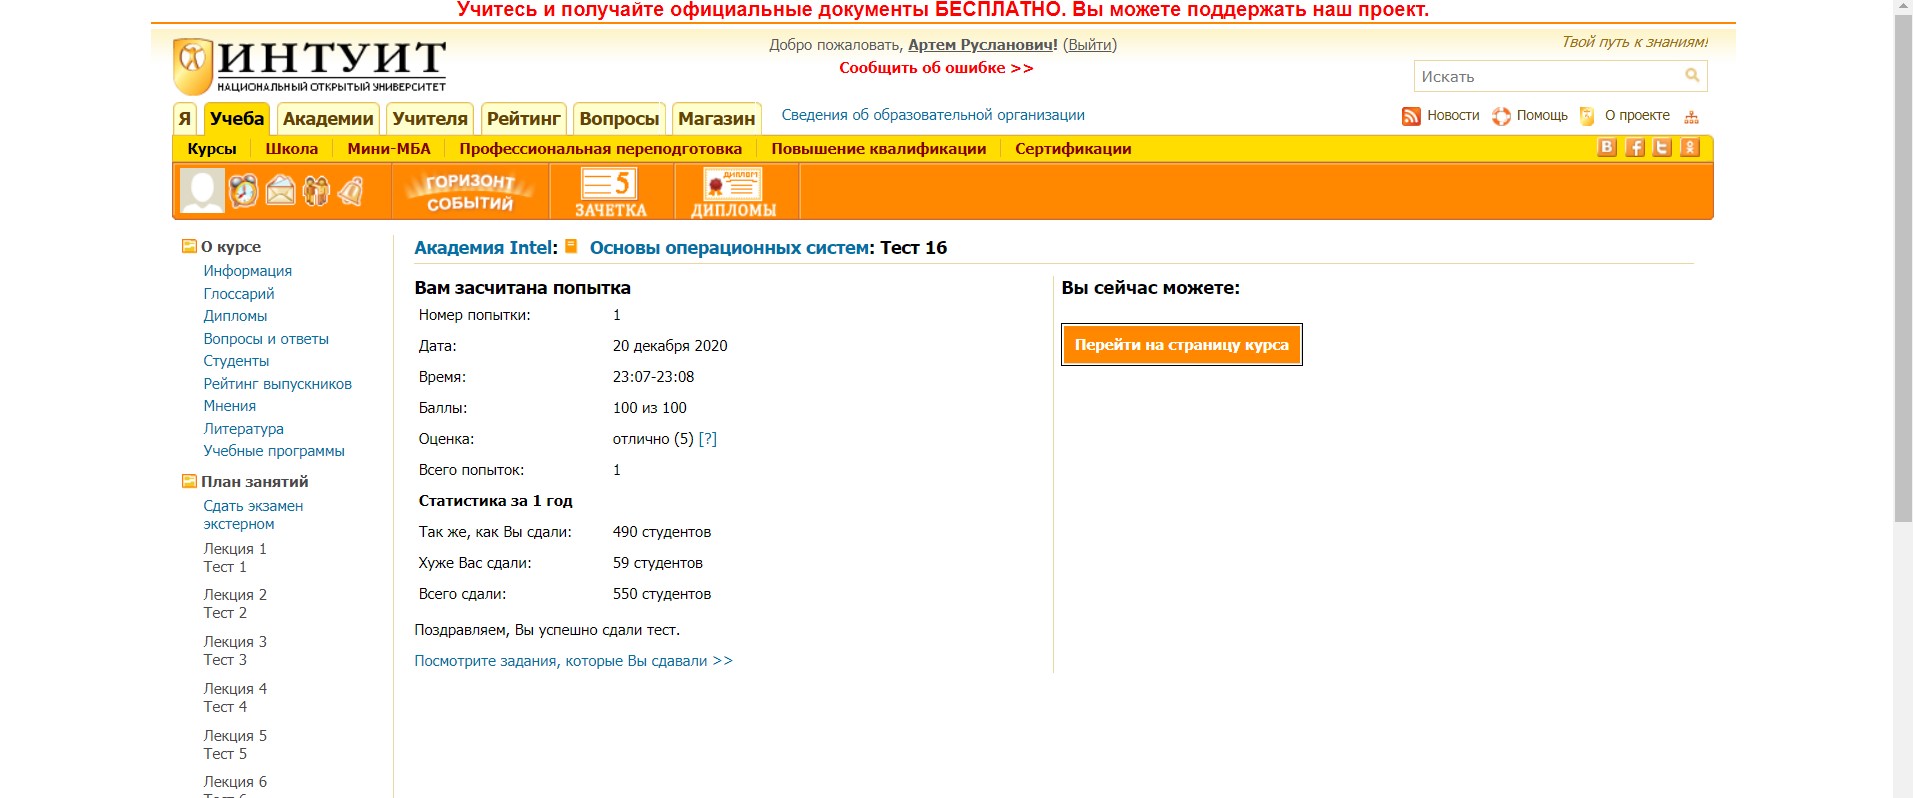 Учитесь и получайте официальные документы БЕСПЛАТНО. Вы можете поддержать наш проект.
ИНТУИТ
НАЦИОНАЛЬНЫЙ ОТКРЫТЫЙ УНИВЕРСИТЕТ
Добро пожаловать, Артем Русланович! (Выйти)
Сообщить об ошибке >>
Твой путь к знаниям!
Искать
Я Учеба Академии Учителя Рейтинг Вопросы Магазин Сведения об образовательной организации
Новости Помощь О проекте
Курсы Школа Мини-МБА Профессиональная переподготовка Повышение квалификации Сертификации
ГОРИЗОНТ
СОБЫТИЙ
5
ЗАЧЕТКА
ДИПЛОМ
ДИПЛОМЫ
О курсе
Информация
Глоссарий
Дипломы
Вопросы и ответы
Студенты
Рейтинг выпускников
Мнения
Литература
Учебные программы
План занятий
Сдать экзамен
экстерном
Лекция 1
Тест 1
Лекция 2
Тест 2
Лекция 3
Тест 3
Лекция 4
Тест 4
Лекция 5
Тест 5
Лекция 6
Академия Intel: Основы операционных систем: Тест 16
Вам засчитана попытка
Номер попытки: 1
Дата: 20 декабря 2020
Время: 23:07-23:08
Баллы: 100 из 100
Оценка: отлично (5) [?]
Всего попыток: 1
Статистика за 1 год
Так же, как Вы сдали: 490 студентов
Хуже Вас сдали: 59 студентов
Всего сдали: 550 студентов
Поздравляем, Вы успешно сдали тест.
Посмотрите задания, которые Вы сдавали >>
Вы сейчас можете:
Перейти на страницу курса